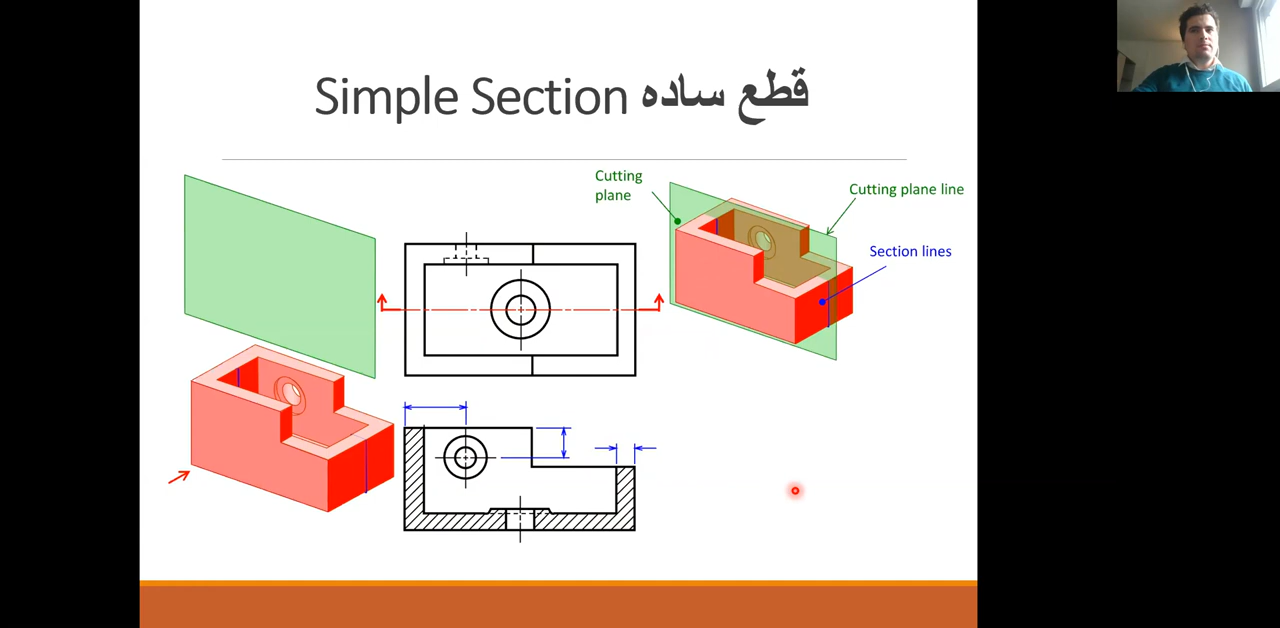 Simple Section قطع ساده
Cutting
plane
Cutting plane line
Section lines